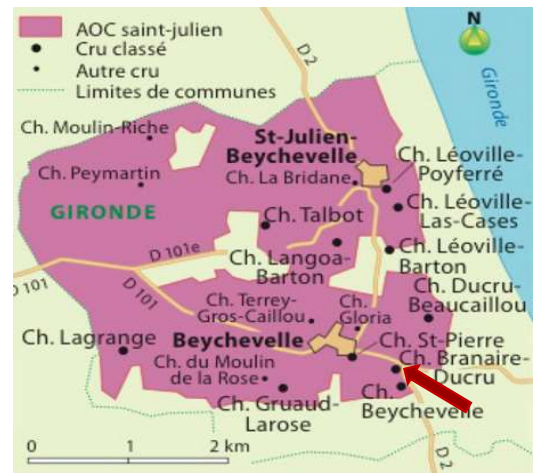 AOC saint-julien
Cru classé
Autre cru
Limites de communes
D 2
N
Gironde
Ch. Moulin-Riche
St-Julien-
Beychevelle
Ch. Léoville-
Poyferré
Ch. Peymartin
Ch. La Bridane
Ch. Léoville-
Las-Cases
GIRONDE
Ch. Talbot
D 101e
Ch. Langoa-
Barton
Ch. Léoville-
Barton
D 101
D 101
Ch. Ducru-
Beaucaillou
Ch. Terrey-
Gros-Caillou
Ch.
Gloria
Beychevelle
Ch. St-Pierre
Ch. Lagrange
Ch. du Moulin
de la Rose
Ch. Branaire-
Ducru
Ch. Gruaud-
Larose
Ch.
Beychevelle
0 1 2 km
D 2